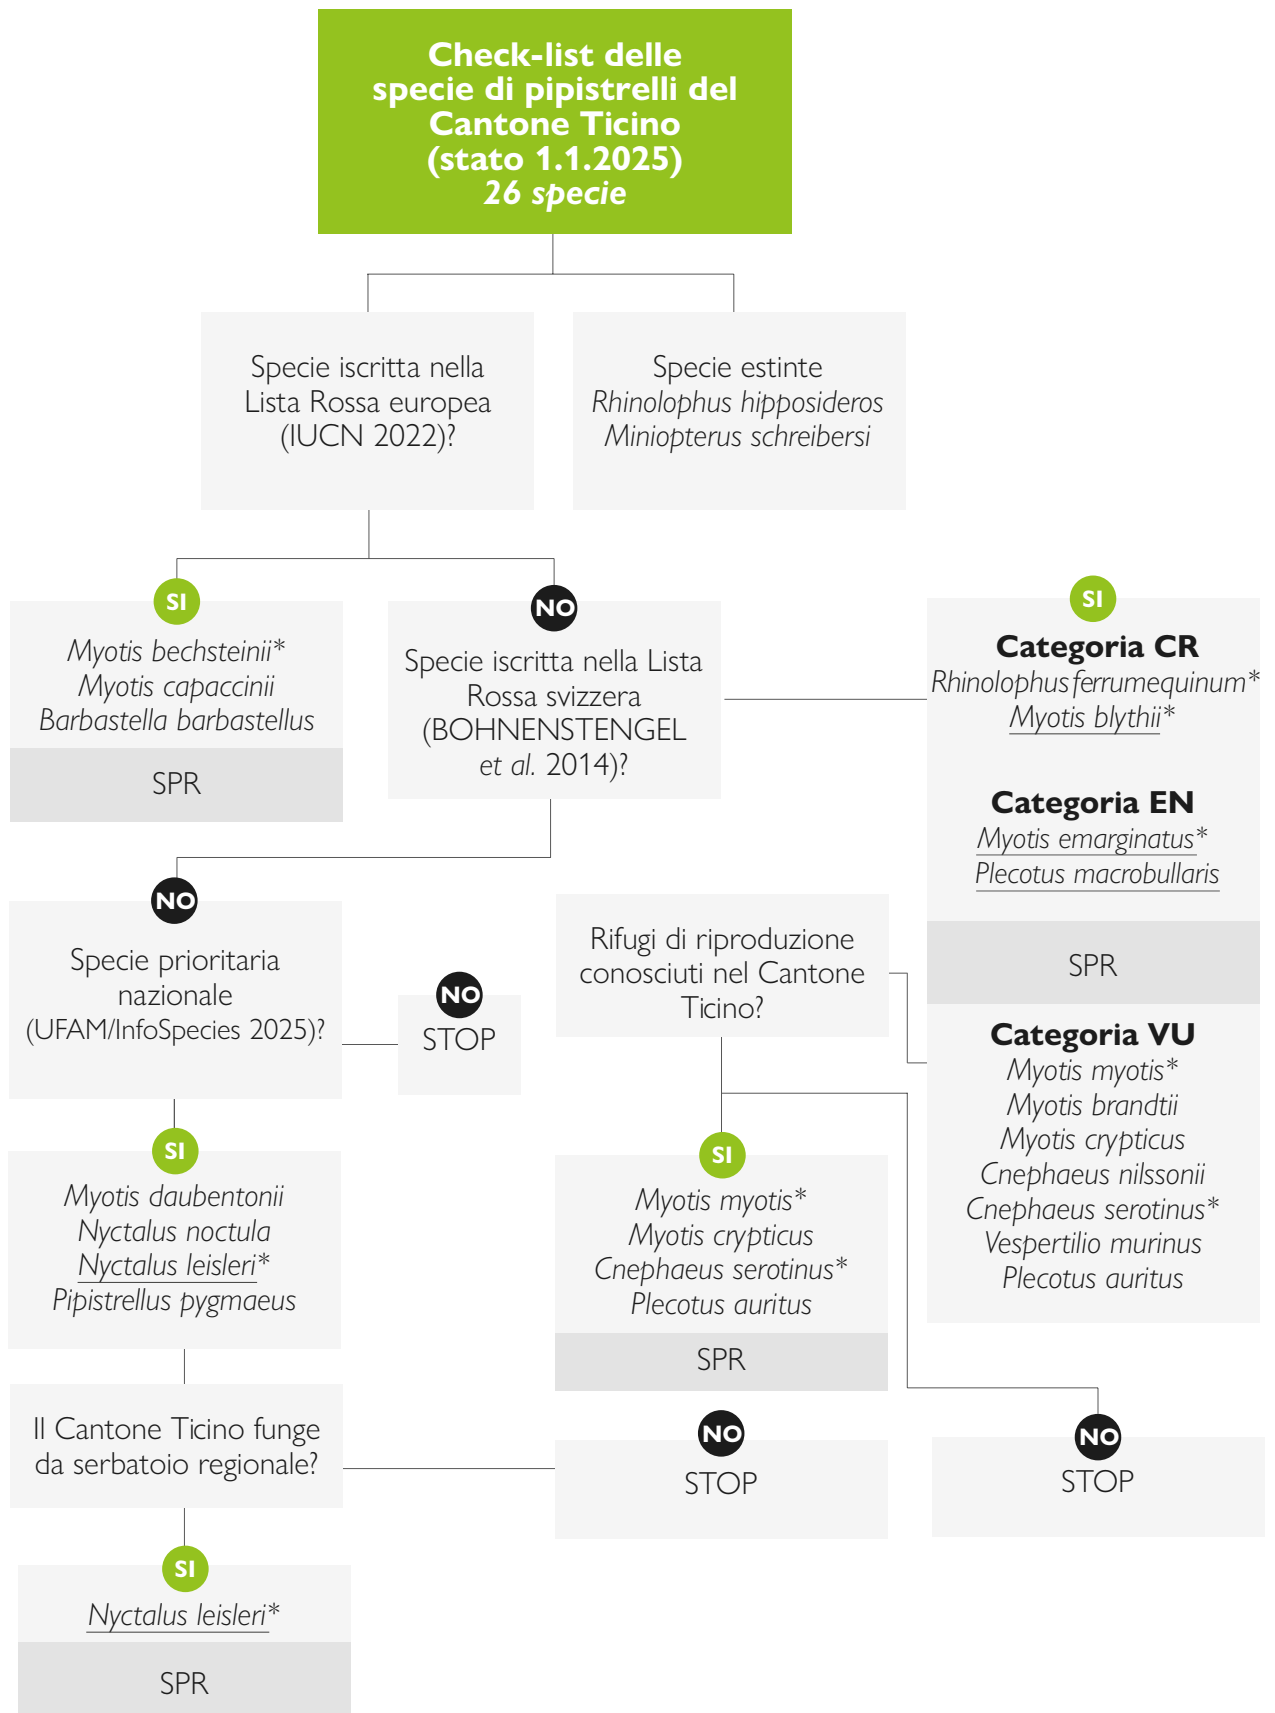 Check-list delle
specie di pipistrelli del
Cantone Ticino
(stato 1.1.2025)
26 specie
Specie iscritta nella
Lista Rossa europea
(IUCN 2022)?
Specie estinte
Rhinolophus hipposideros
Miniopterus schreibersi
SI
Myotis bechsteinii*
Myotis capaccinii
Barbastella barbastellus
SPR
NO
Specie iscritta nella Lista
Rossa svizzera
(BOHNENSTENGEL
et al. 2014)?
SI
Categoria CR
Rhinolophus ferrumequinum*
Myotis blythii*
Categoria EN
Myotis emarginatus*
Plecotus macrobullaris
SPR
Categoria VU
Myotis myotis*
Myotis brandtii
Myotis crypticus
Cnephaeus nilssonii
Cnephaeus serotinus*
Vespertilio murinus
Plecotus auritus
NO
Specie prioritaria
nazionale
(UFAM/InfoSpecies 2025)?
NO
STOP
Rifugi di riproduzione
conosciuti nel Cantone
Ticino?
SI
Myotis daubentonii
Nyctalus noctula
Nyctalus leisleri*
Pipistrellus pygmaeus
SI
Myotis myotis*
Myotis crypticus
Cnephaeus serotinus*
Plecotus auritus
SPR
Il Cantone Ticino funge
da serbatoio regionale?
NO
STOP
NO
STOP
SI
Nyctalus leisleri*
SPR